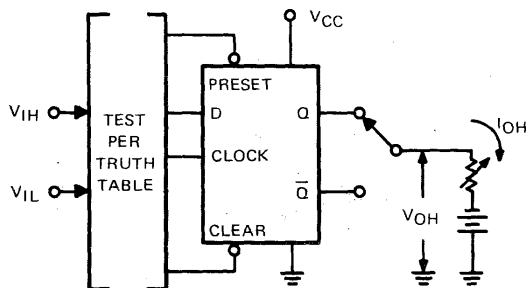 VCC
PRESET
VIH
D
Q
IOH
TEST
PER
TRUTH
TABLE
CLOCK
VIL
Q̅
VOH
CLEAR